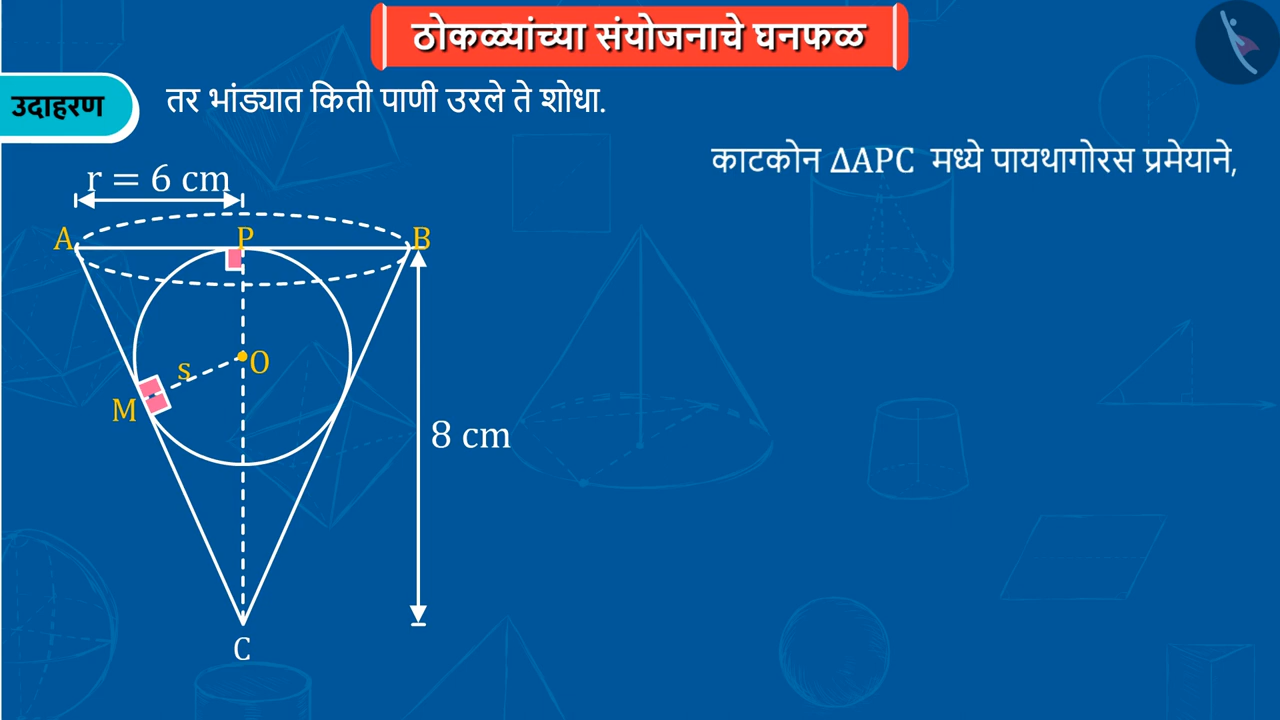 ठोकळ्यांच्या संयोजनाचे घनफळ
उदाहरण
तर भांड्यात किती पाणी उरले ते शोधा.
काटकोन ΔAPC मध्ये पायथागोरस प्रमेयाने,
r = 6 cm
A P B
s O
M
8 cm
C